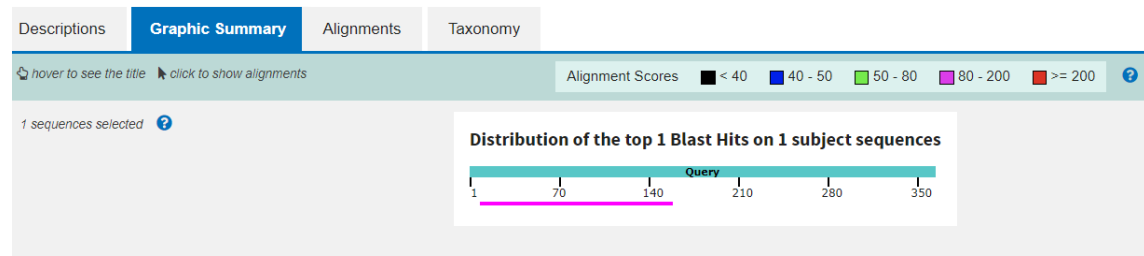 Descriptions Graphic Summary Alignments Taxonomy
hover to see the title click to show alignments Alignment Scores < 40 40 - 50 50 - 80 80 - 200 >= 200 ?
1 sequences selected ?
Distribution of the top 1 Blast Hits on 1 subject sequences
Query
1 70 140 210 280 350